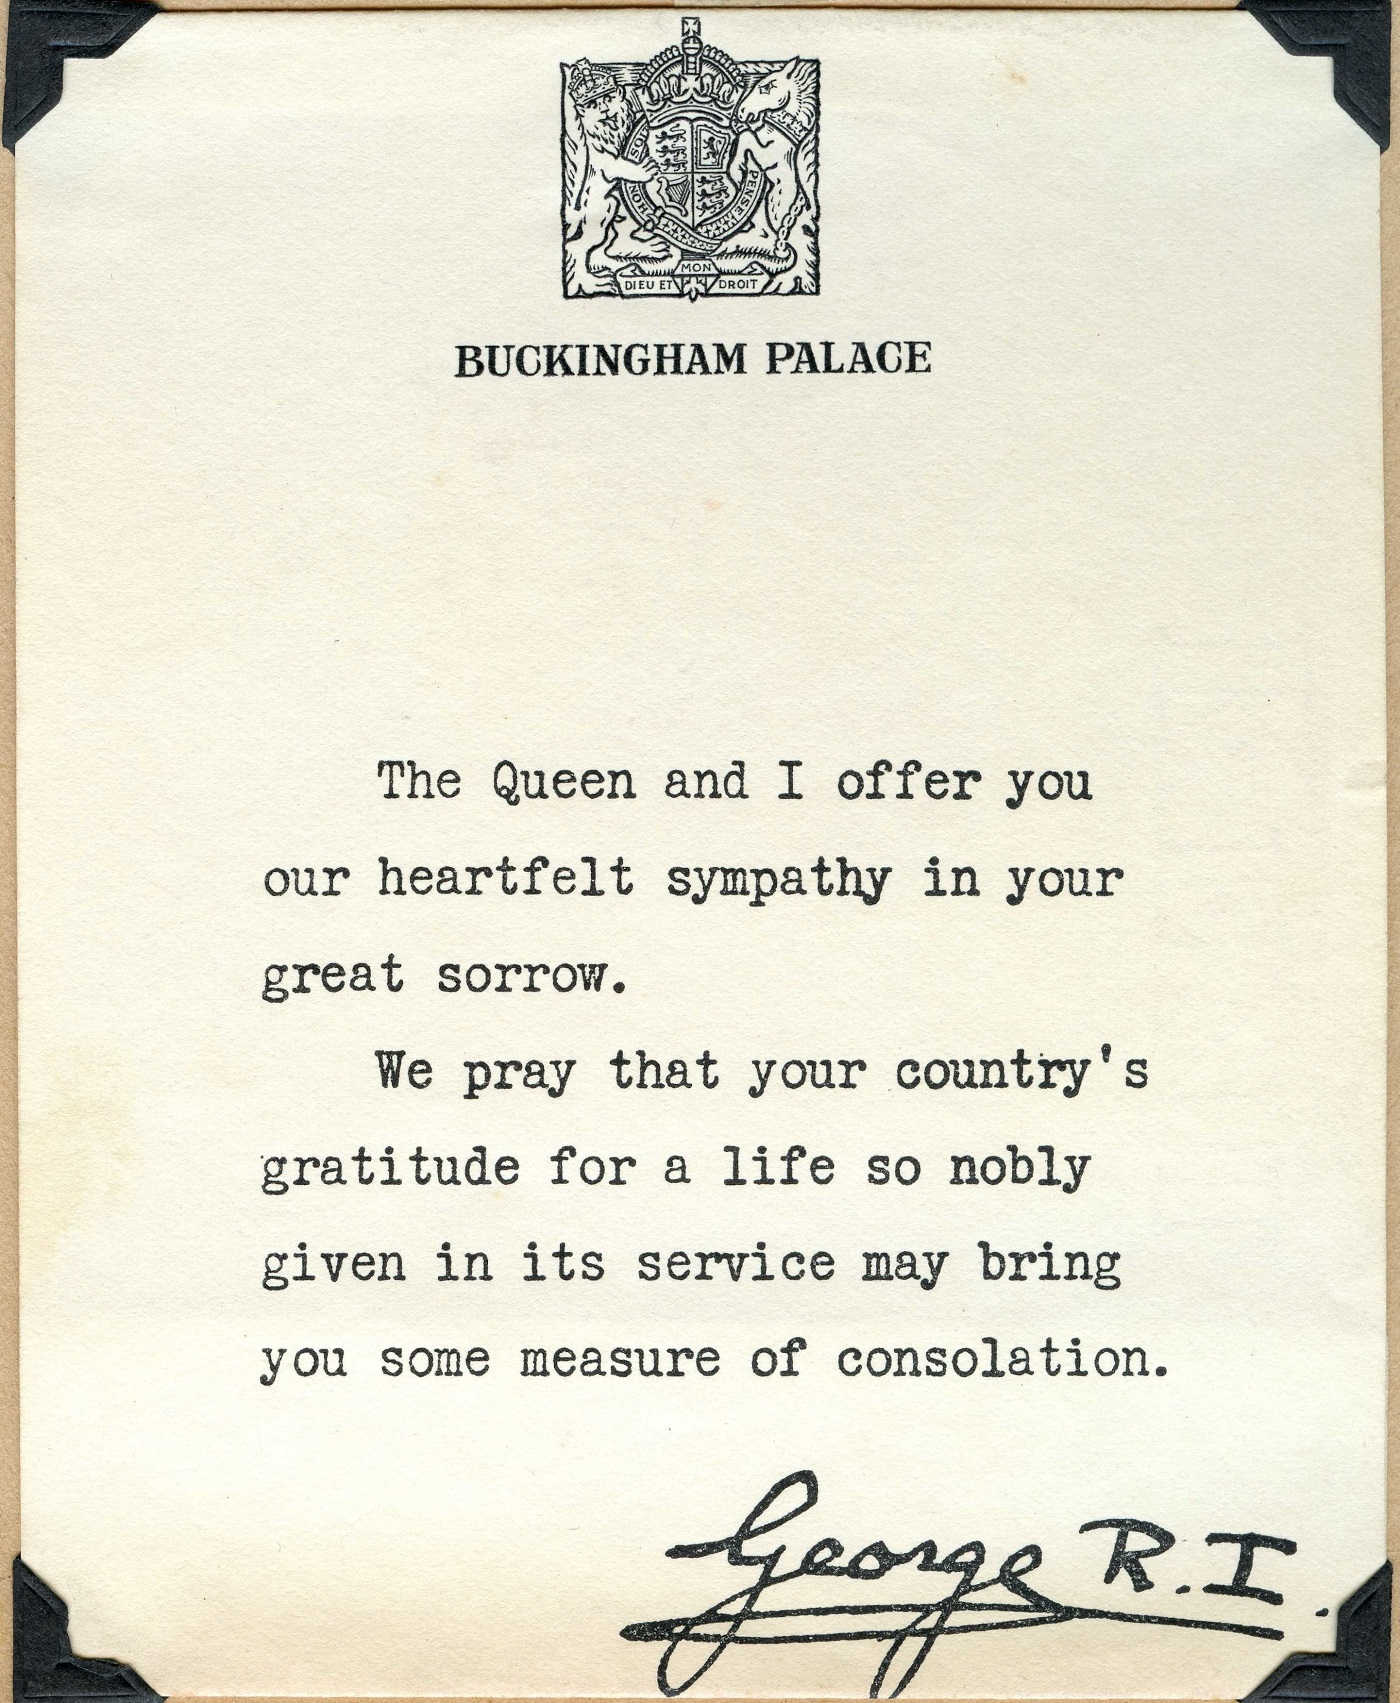 SOIT
HONI
PENSE
MON
DIEU ET DROIT
BUCKINGHAM PALACE
The Queen and I offer you
our heartfelt sympathy in your
great sorrow.
We pray that your country's
gratitude for a life so nobly
given in its service may bring
you some measure of consolation.
George R.I.